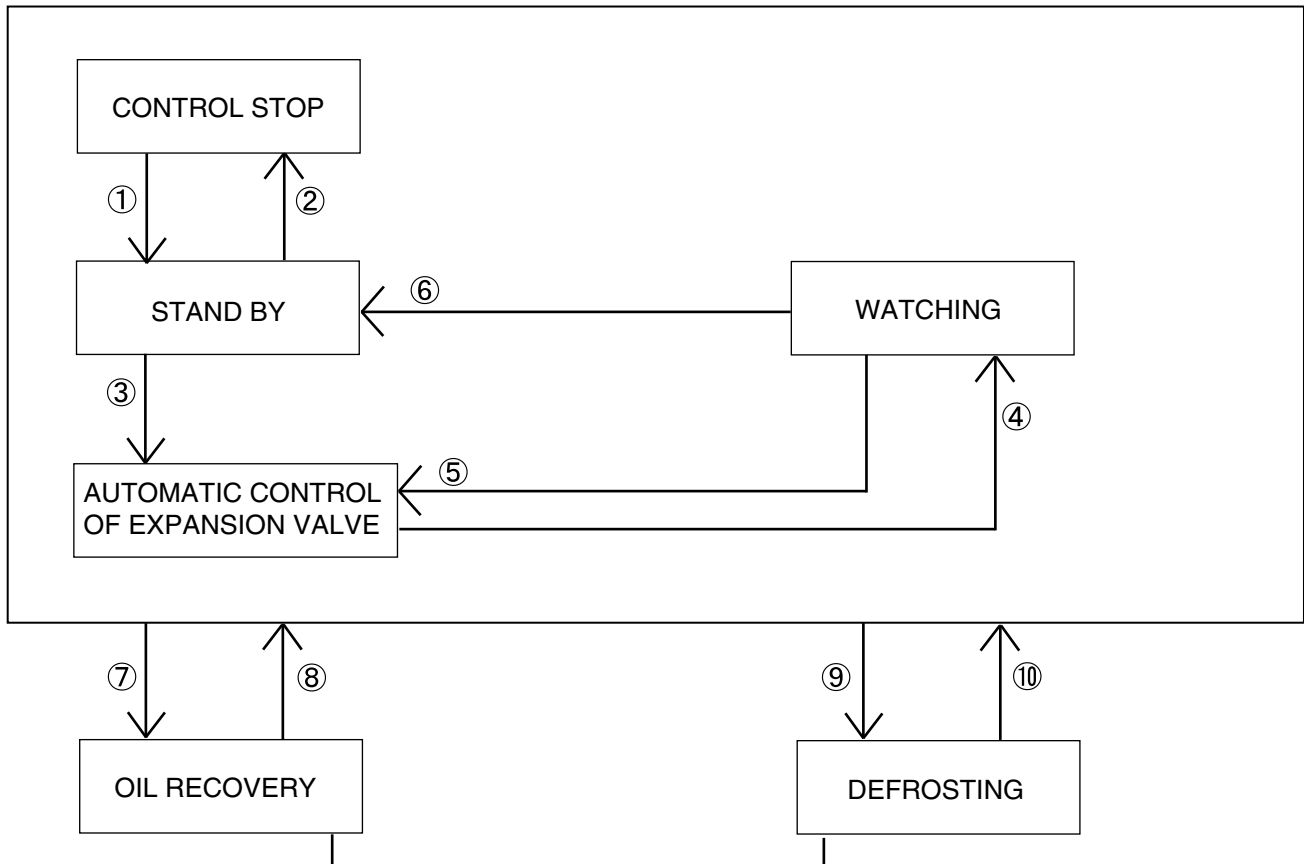 CONTROL STOP
①
②
STAND BY
⑥
WATCHING
③
④
⑤
AUTOMATIC CONTROL
OF EXPANSION VALVE
⑦
⑧
⑨
⑩
OIL RECOVERY
DEFROSTING